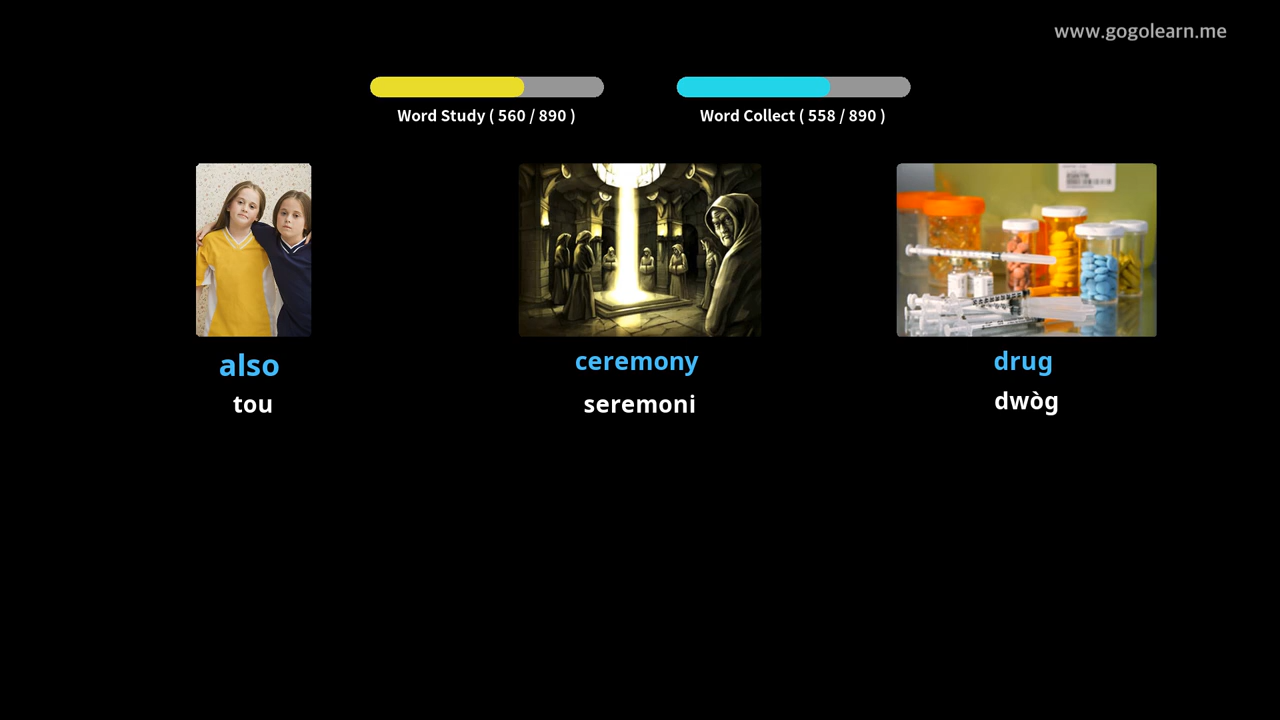 www.gogolearn.me
Word Study ( 560 / 890 )
Word Collect ( 558 / 890 )
also
ceremony
drug
tou
seremoni
dwòg